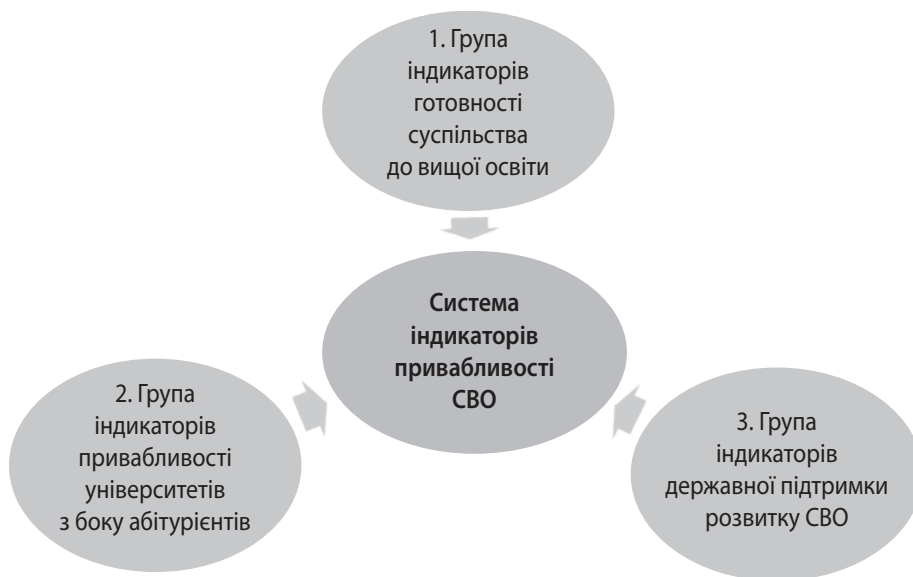 1. Група
індикаторів
готовності
суспільства
до вищої освіти
Система
індикаторів
привабливості
СВО
2. Група
індикаторів
привабливості
університетів
з боку абітурієнтів
3. Група
індикаторів
державної підтримки
розвитку СВО